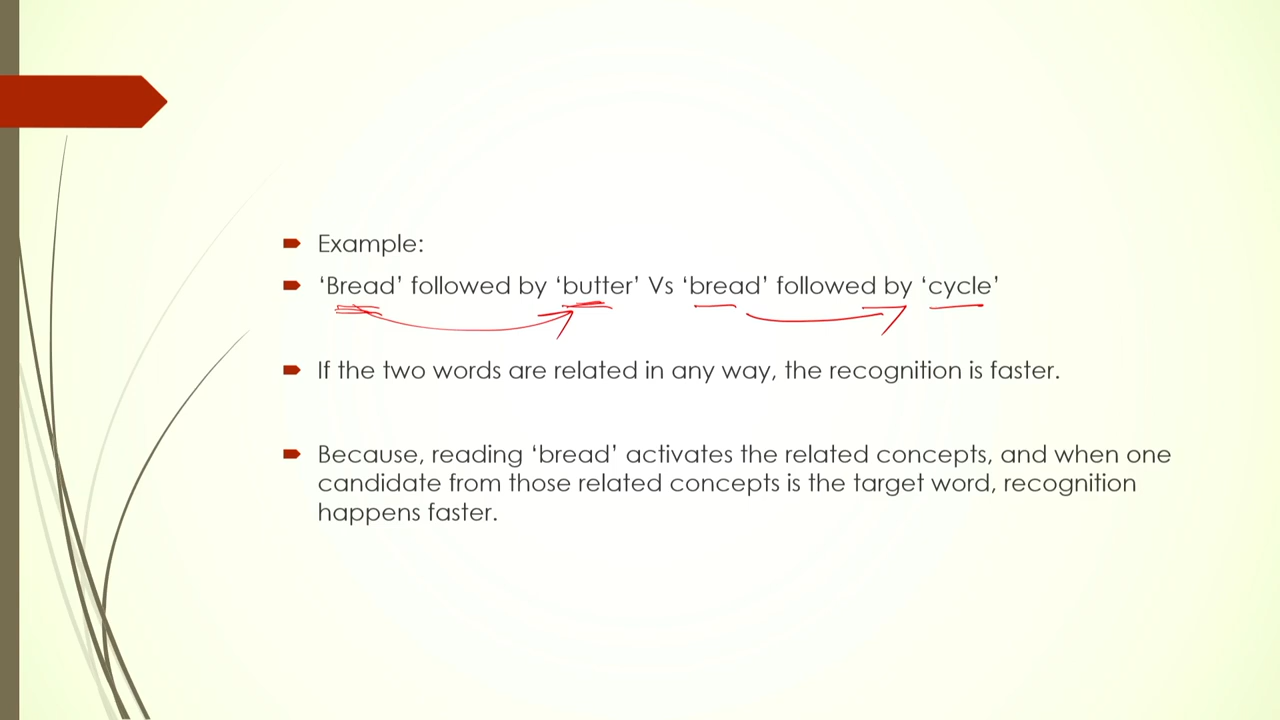 Example:
‘Bread’ followed by ‘butter’ Vs ‘bread’ followed by ‘cycle’
If the two words are related in any way, the recognition is faster.
Because, reading ‘bread’ activates the related concepts, and when one
candidate from those related concepts is the target word, recognition
happens faster.